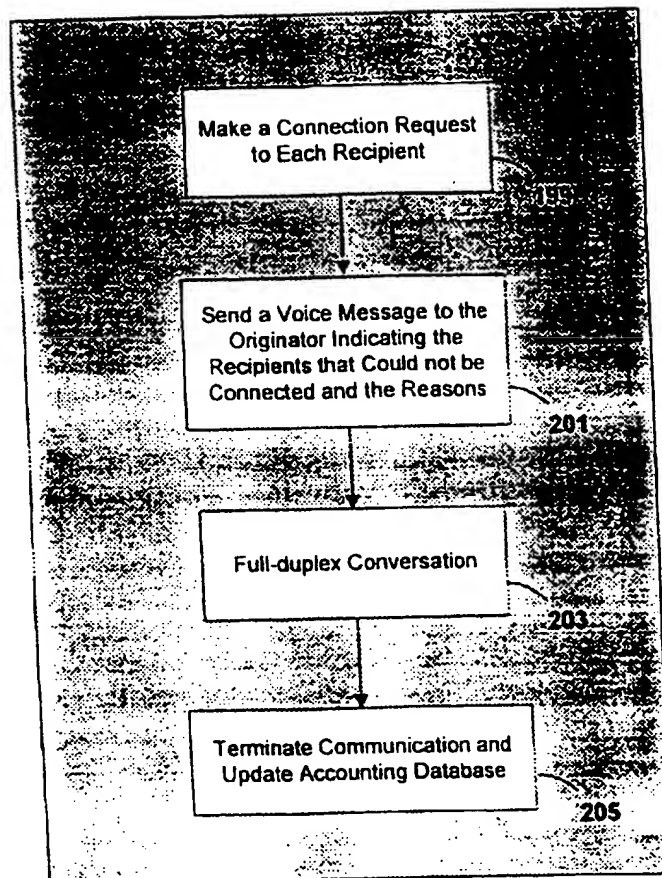 Make a Connection Request
to Each Recipient
Send a Voice Message to the
Originator Indicating the
Recipients that Could not be
Connected and the Reasons
201
Full-duplex Conversation
203
Terminate Communication and
Update Accounting Database
205